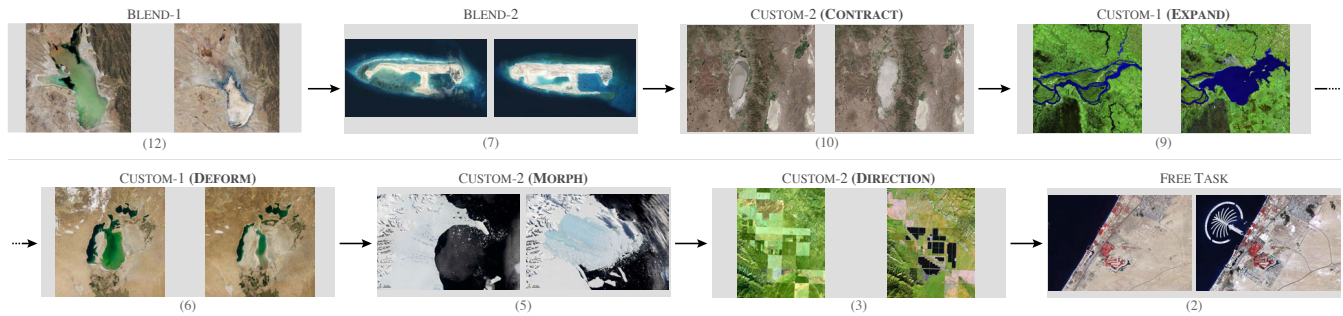 BLEND-1
BLEND-2
CUSTOM-2 (CONTRACT)
CUSTOM-1 (EXPAND)
(12)
(7)
(10)
(9)
CUSTOM-1 (DEFORM)
CUSTOM-2 (MORPH)
CUSTOM-2 (DIRECTION)
FREE TASK
(6)
(5)
(3)
(2)